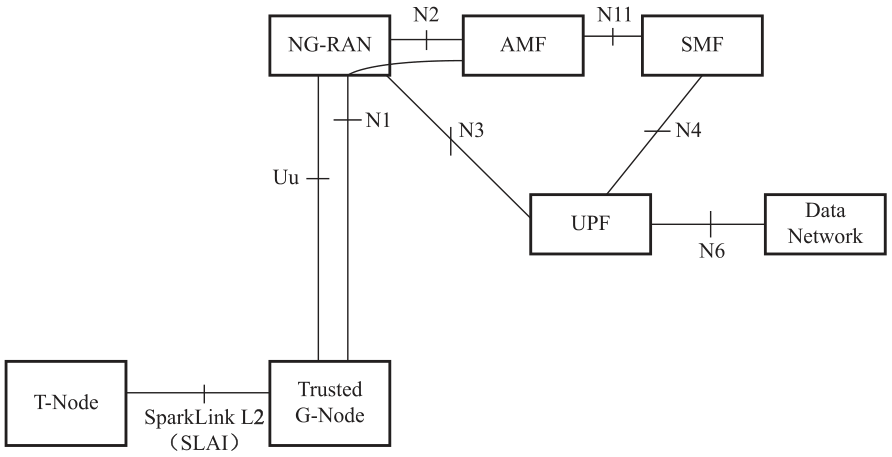 N2
N11
NG-RAN
AMF
SMF
N1
N3
N4
Uu
UPF
Data
Network
N6
T-Node
Trusted
G-Node
SparkLink L2
（SLAI）